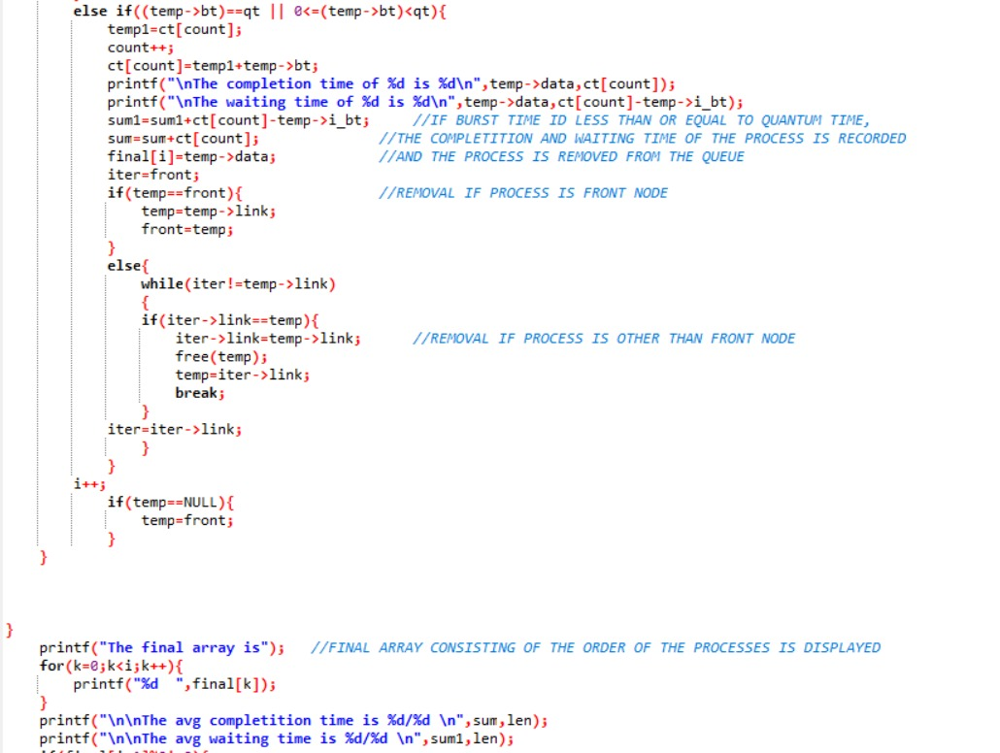 else if((temp->bt)==qt || 0<=(temp->bt)<qt){
temp1=ct[count];
count++;
ct[count]=temp1+temp->bt;
printf("\nThe completion time of %d is %d\n",temp->data,ct[count]);
printf("\nThe waiting time of %d is %d\n",temp->data,ct[count]-temp->i_bt);
sum1=sum1+ct[count]-temp->i_bt; //IF BURST TIME ID LESS THAN OR EQUAL TO QUANTUM TIME,
sum=sum+ct[count]; //THE COMPLETITION AND WAITING TIME OF THE PROCESS IS RECORDED
final[i]=temp->data; //AND THE PROCESS IS REMOVED FROM THE QUEUE
iter=front;
if(temp==front){ //REMOVAL IF PROCESS IS FRONT NODE
temp=temp->link;
front=temp;
}
else{
while(iter!=temp->link)
{
if(iter->link==temp){
iter->link=temp->link; //REMOVAL IF PROCESS IS OTHER THAN FRONT NODE
free(temp);
temp=iter->link;
break;
}
iter=iter->link;
}
}
i++;
if(temp==NULL){
temp=front;
}
}
}
printf("The final array is"); //FINAL ARRAY CONSISTING OF THE ORDER OF THE PROCESSES IS DISPLAYED
for(k=0;k<i;k++){
printf("%d ",final[k]);
}
printf("\n\nThe avg completition time is %d/%d \n",sum,len);
printf("\n\nThe avg waiting time is %d/%d \n",sum1,len);